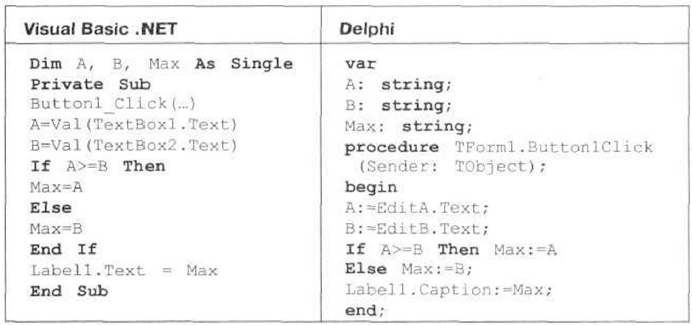 Visual Basic .NET
Dim A, B, Max As Single
Private Sub
Button1_Click(…)
A=Val(TextBox1.Text)
B=Val(TextBox2.Text)
If A>=B Then
Max=A
Else
Max=B
End If
Label1.Text = Max
End Sub
Delphi
var
A: string;
B: string;
Max: string;
procedure TForm1.Button1Click
(Sender: TObject);
begin
A:=EditA.Text;
B:=EditB.Text;
If A>=B Then Max:=A
Else Max:=B;
Label1.Caption:=Max;
end;